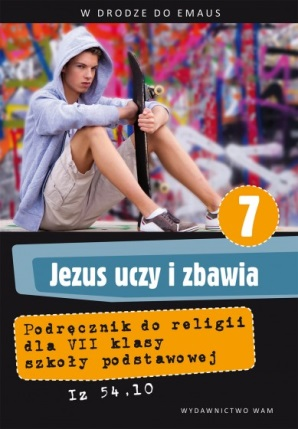 W DRODZE DO EMAUS
7
Jezus uczy i zbawia
Podręcznik do religii
dla VII klasy
szkoły podstawowej
Iz 54,10
WYDAWNICTWO WAM